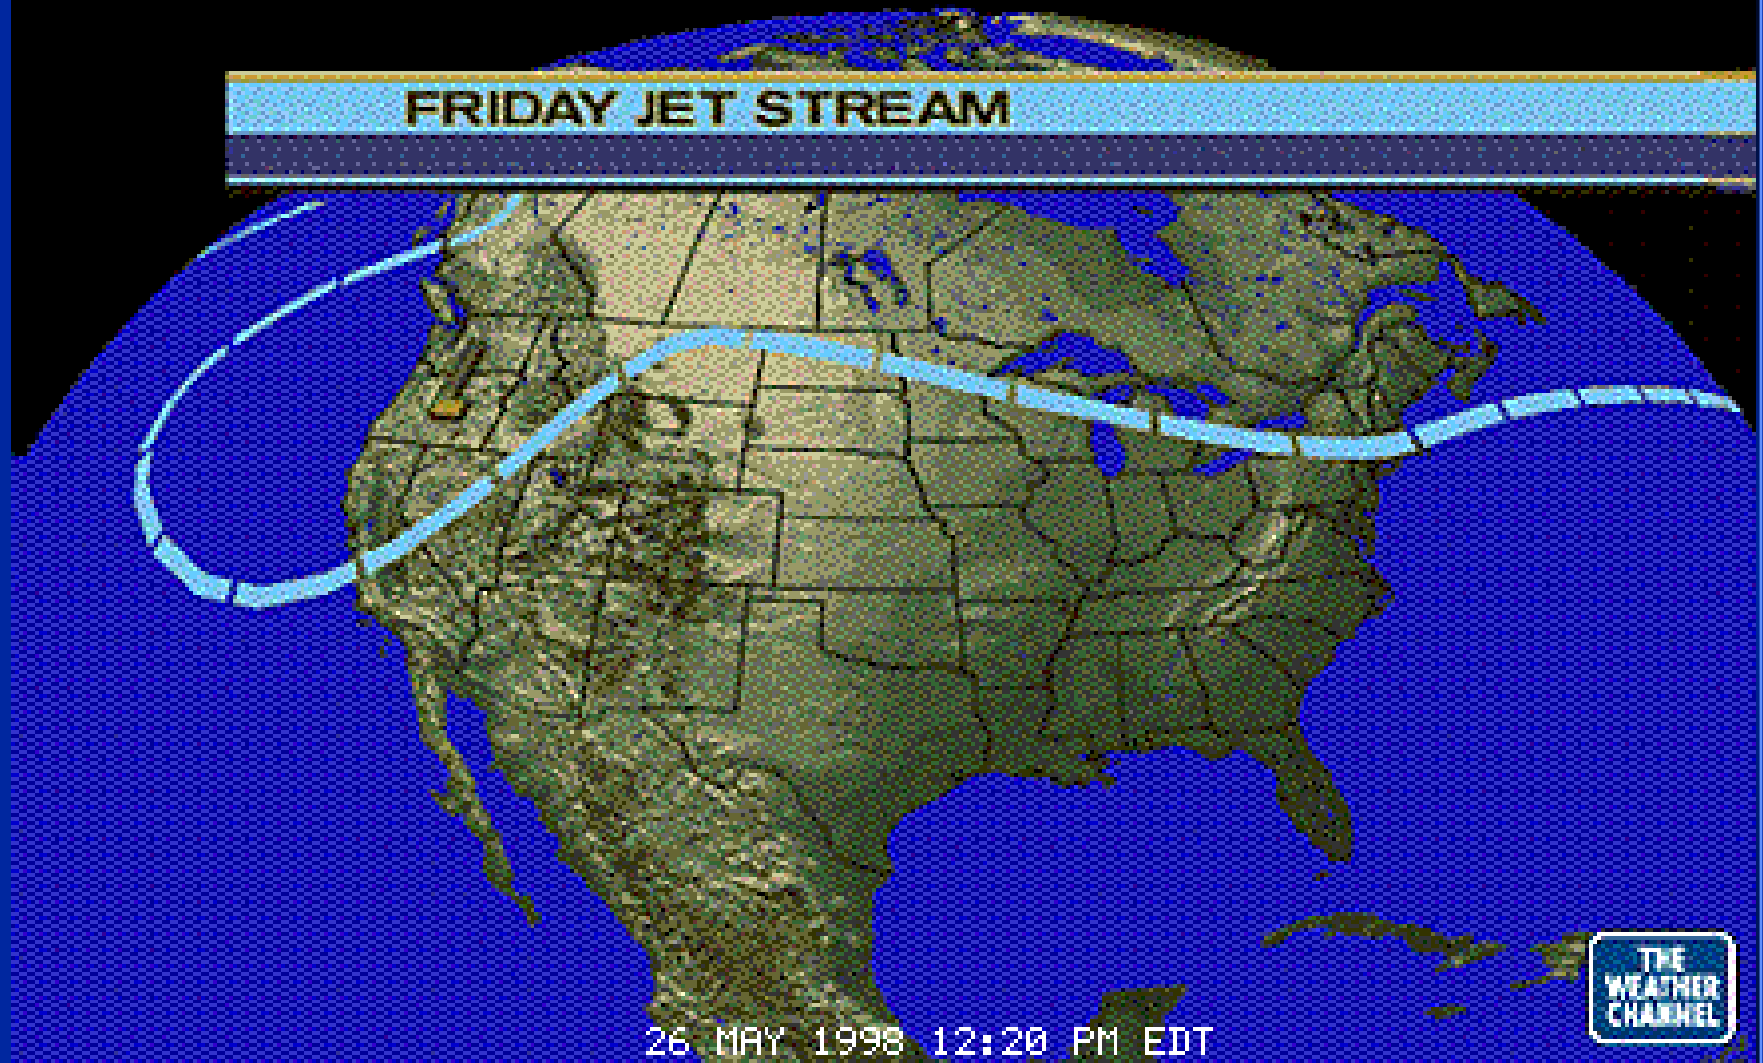 FRIDAY JET STREAM
THE
WEATHER
CHANNEL
26 MAY 1998 12:20 PM EDT